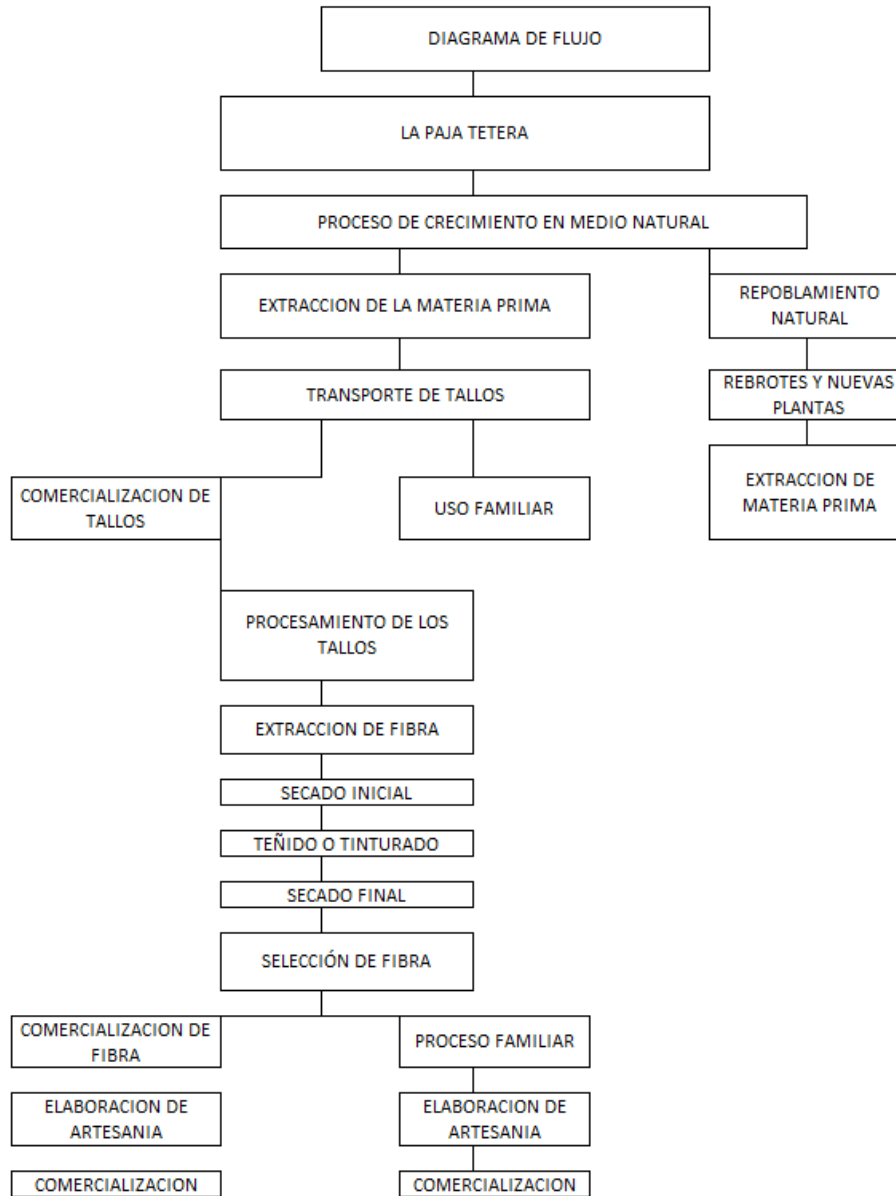 DIAGRAMA DE FLUJO
LA PAJA TETERA
PROCESO DE CRECIMIENTO EN MEDIO NATURAL
EXTRACCION DE LA MATERIA PRIMA
REPOBLAMIENTO
NATURAL
TRANSPORTE DE TALLOS
REBROTES Y NUEVAS
PLANTAS
COMERCIALIZACION DE
TALLOS
USO FAMILIAR
EXTRACCION DE
MATERIA PRIMA
PROCESAMIENTO DE LOS
TALLOS
EXTRACCION DE FIBRA
SECADO INICIAL
TEÑIDO O TINTURADO
SECADO FINAL
SELECCIÓN DE FIBRA
COMERCIALIZACION DE
FIBRA
PROCESO FAMILIAR
ELABORACION DE
ARTESANIA
ELABORACION DE
ARTESANIA
COMERCIALIZACION
COMERCIALIZACION